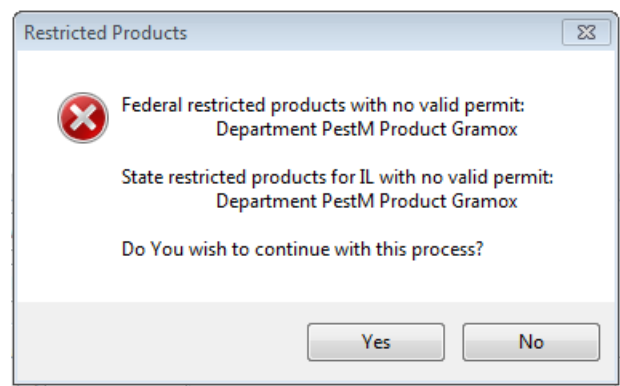 Restricted Products
Federal restricted products with no valid permit:
Department PestM Product Gramox
State restricted products for IL with no valid permit:
Department PestM Product Gramox
Do You wish to continue with this process?
Yes No